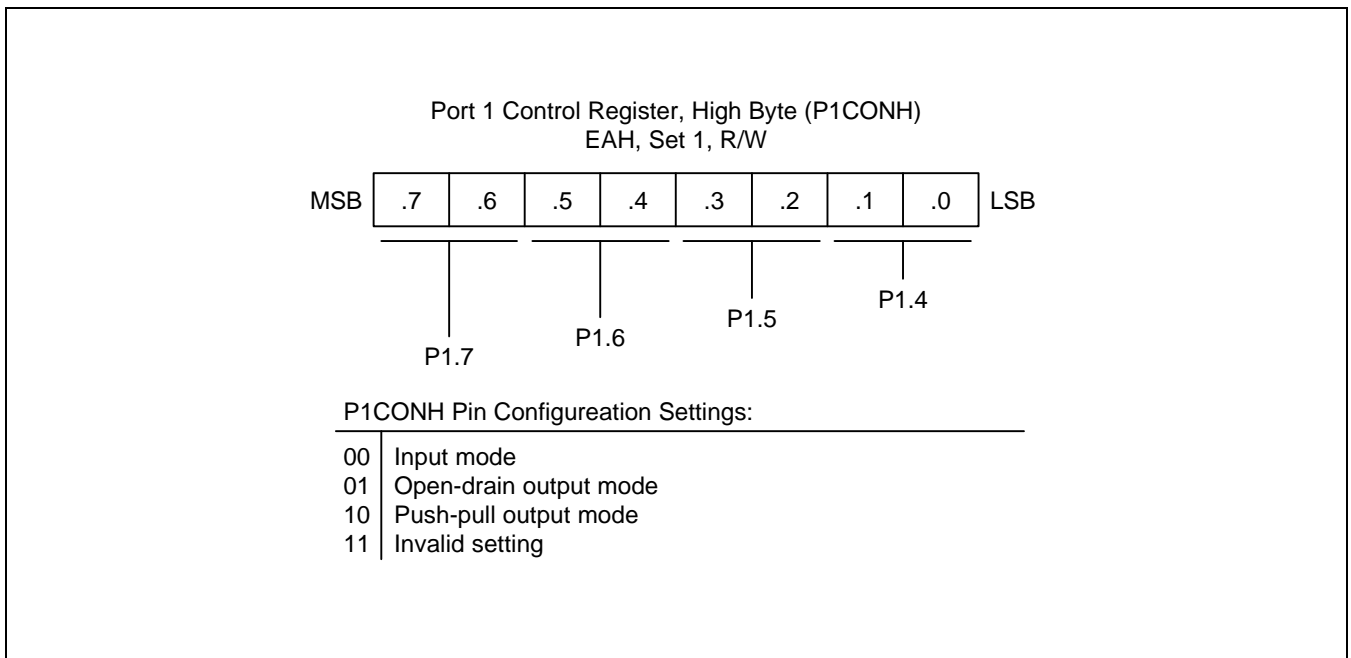 Port 1 Control Register, High Byte (P1CONH)
EAH, Set 1, R/W
MSB .7 .6 .5 .4 .3 .2 .1 .0 LSB
P1.4
P1.5
P1.6
P1.7
P1CONH Pin Configureation Settings:
00 Input mode
01 Open-drain output mode
10 Push-pull output mode
11 Invalid setting